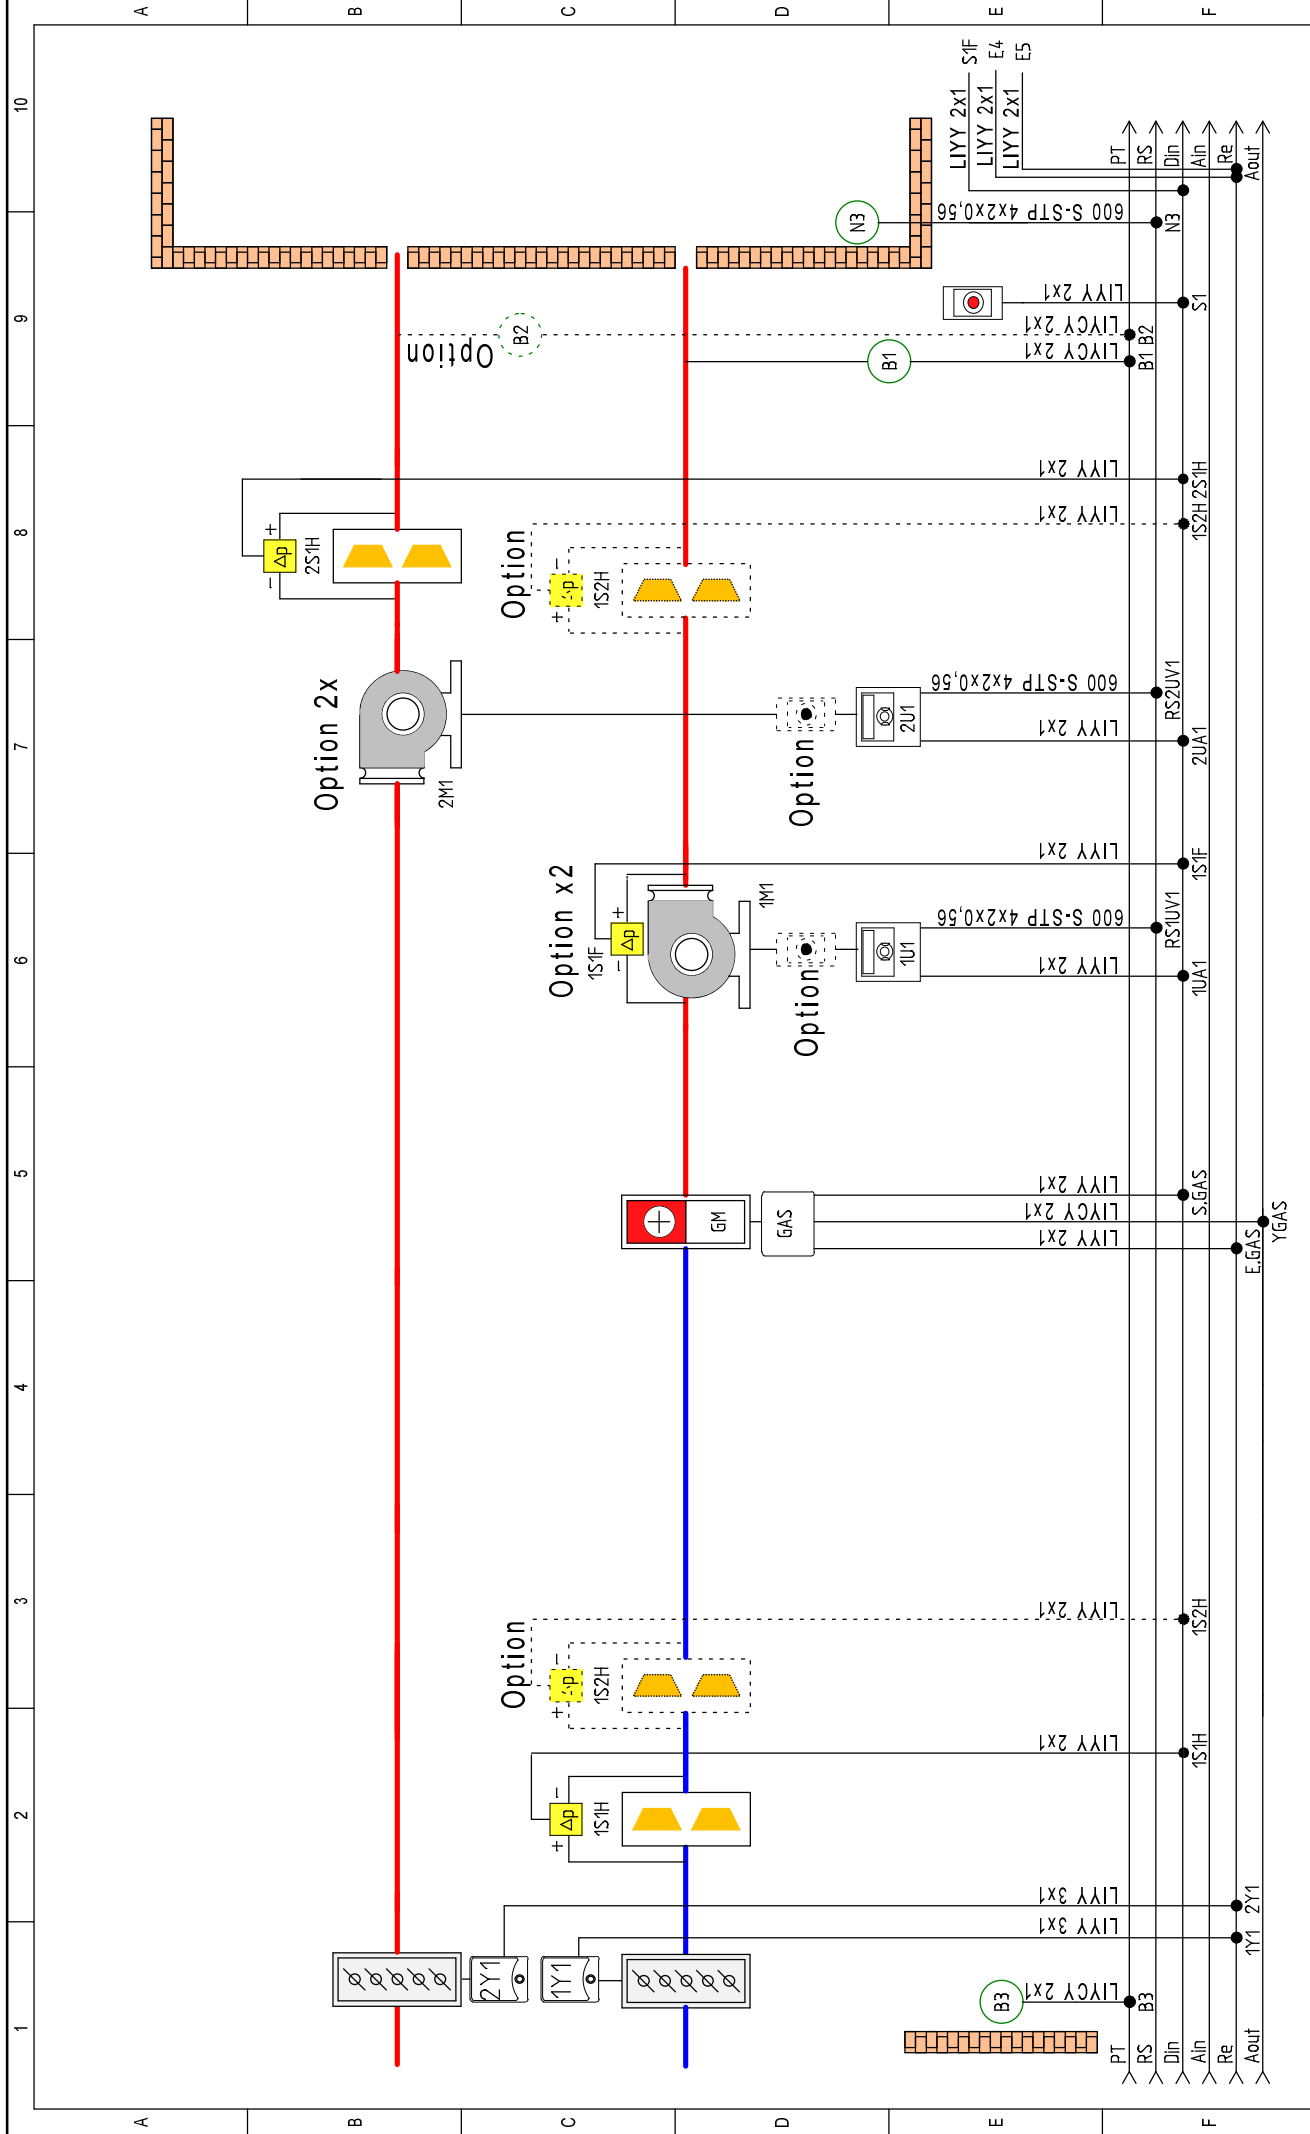 A
B
C
D
E
F
1
2
3
4
5
6
7
8
9
10
A
B
C
D
E
F
Option 2x
2M1
2Y1
Δp
+
-
2S1H
B2
Option
1Y1
+
Δp
-
1S1H
Option
+
Δp
-
1S2H
GM
GAS
Option x2
1S1F
-
Δp
+
1M1
Option
+
Δp
-
1S2H
Option
1U1
Option
2U1
B1
N3
B3
LIYCY 2x1
LIYY 3x1
LIYY 3x1
LIYY 2x1
LIYY 2x1
LIYY 2x1
LIYCY 2x1
LIYY 2x1
LIYY 2x1
600 S-STP 4x2x0,56
LIYY 2x1
LIYY 2x1
600 S-STP 4x2x0,56
LIYY 2x1
LIYY 2x1
LIYCY 2x1
LIYCY 2x1
LIYY 2x1
600 S-STP 4x2x0,56
LIYY 2x1
S1F
LIYY 2x1
E4
LIYY 2x1
E5
PT
PT
RS
B3
B1
B2
RS
Din
RS1UV1
RS2UV1
N3
Din
Ain
1S1H
1S2H
S.GAS
1UA1
1S1F
2UA1
1S2H
2S1H
S1
Ain
Re
Re
Aout
1Y1
2Y1
E.GAS
Aout
YGAS